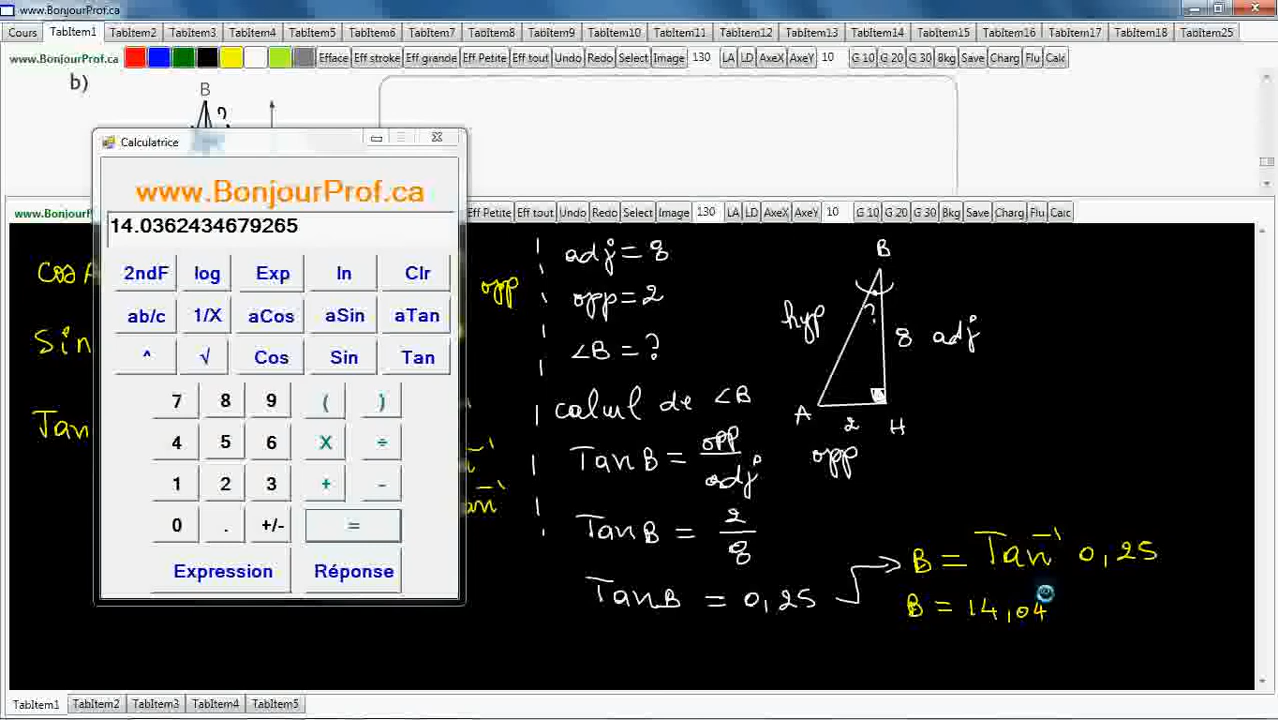 www.BonjourProf.ca
Cours TabItem1 TabItem2 TabItem3 TabItem4 TabItem5 TabItem6 TabItem7 TabItem8 TabItem9 TabItem10 TabItem11 TabItem12 TabItem13 TabItem14 TabItem15 TabItem16 TabItem17 TabItem18 TabItem25
www.BonjourProf.ca Efface Eff stroke Eff grande Eff Petite Eff tout Undo Redo Select Image 130 LA LD AxeX AxeY 10 G 10 G 20 G 30 Bkg Save Charg Flu Calc
b)
B
?
Calculatrice
www.BonjourProf.ca
14.0362434679265
2ndF log Exp ln Clr
ab/c 1/X aCos aSin aTan
^ √ Cos Sin Tan
7 8 9 ( )
4 5 6 X ÷
1 2 3 + -
0 . +/- =
Expression Réponse
www.BonjourProf Eff Petite Eff tout Undo Redo Select Image 130 LA LD AxeX AxeY 10 G 10 G 20 G 30 Bkg Save Charg Flu Calc
Cos A
Sin
Tan
opp
adj = 8
opp = 2
∠B = ?
calcul de ∠B
Tan B = opp/adj
Tan B = 2/8
Tan B = 0,25
B
hyp
?
8 adj
A 2 H
opp
B = Tan⁻¹ 0,25
B = 14,04
TabItem1 TabItem2 TabItem3 TabItem4 TabItem5